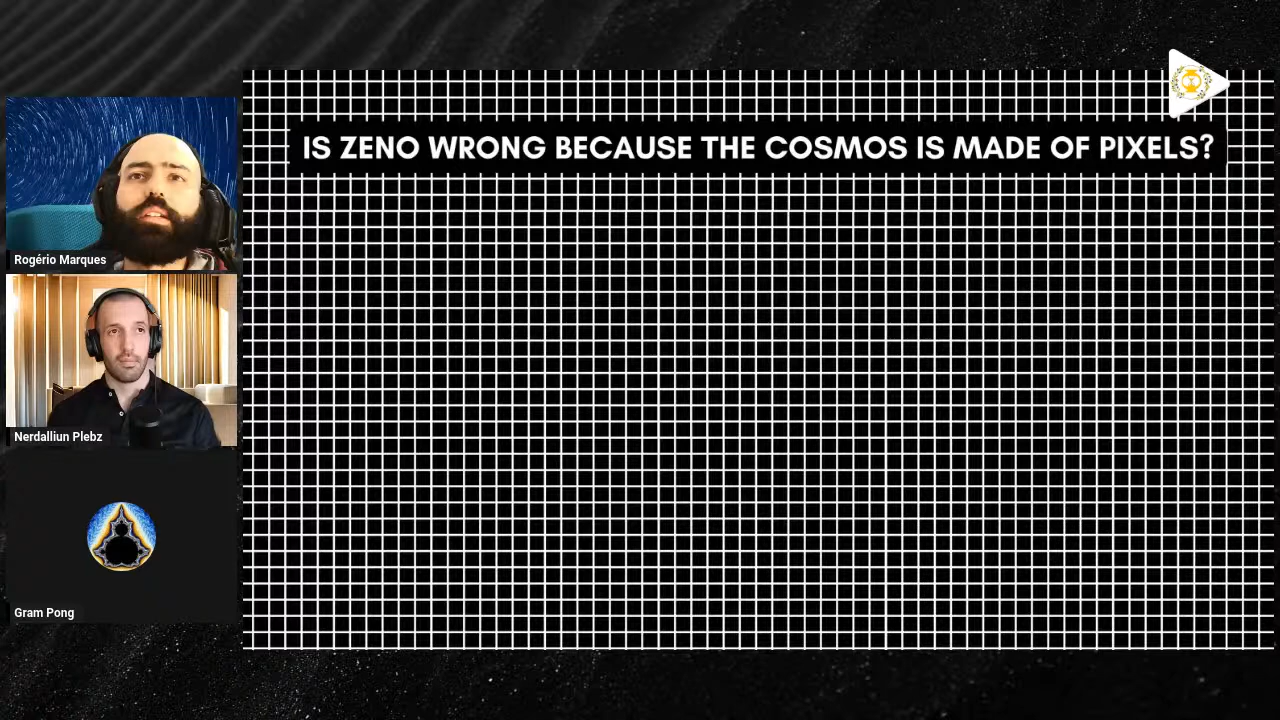 IS ZENO WRONG BECAUSE THE COSMOS IS MADE OF PIXELS?
Rogério Marques
Nerdalliun Plebz
Gram Pong